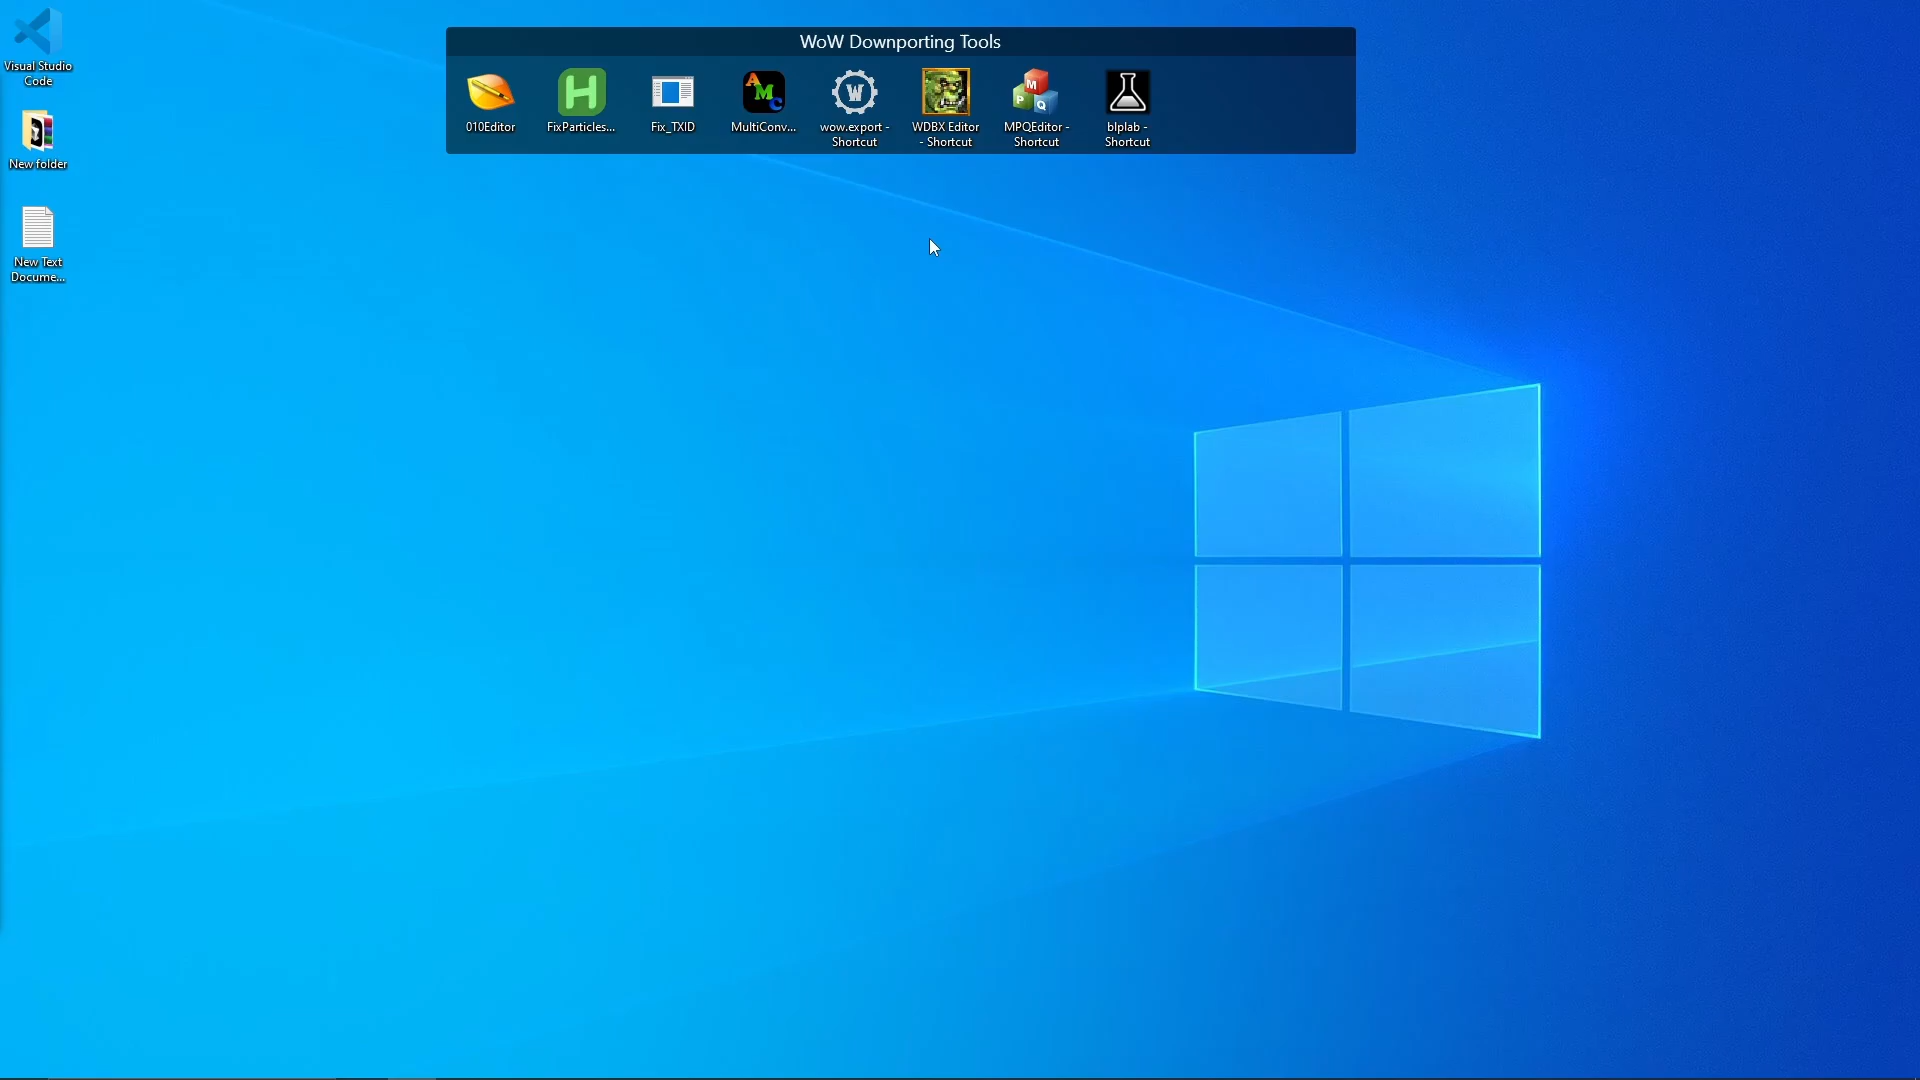 WoW Downporting Tools
Visual Studio
Code
New folder
New Text
Docume...
010Editor
FixParticles...
Fix_TXID
A
M
C
MultiConv...
W
wow.export -
Shortcut
WDBX Editor
- Shortcut
M
P
Q
MPQEditor -
Shortcut
blplab -
Shortcut
H